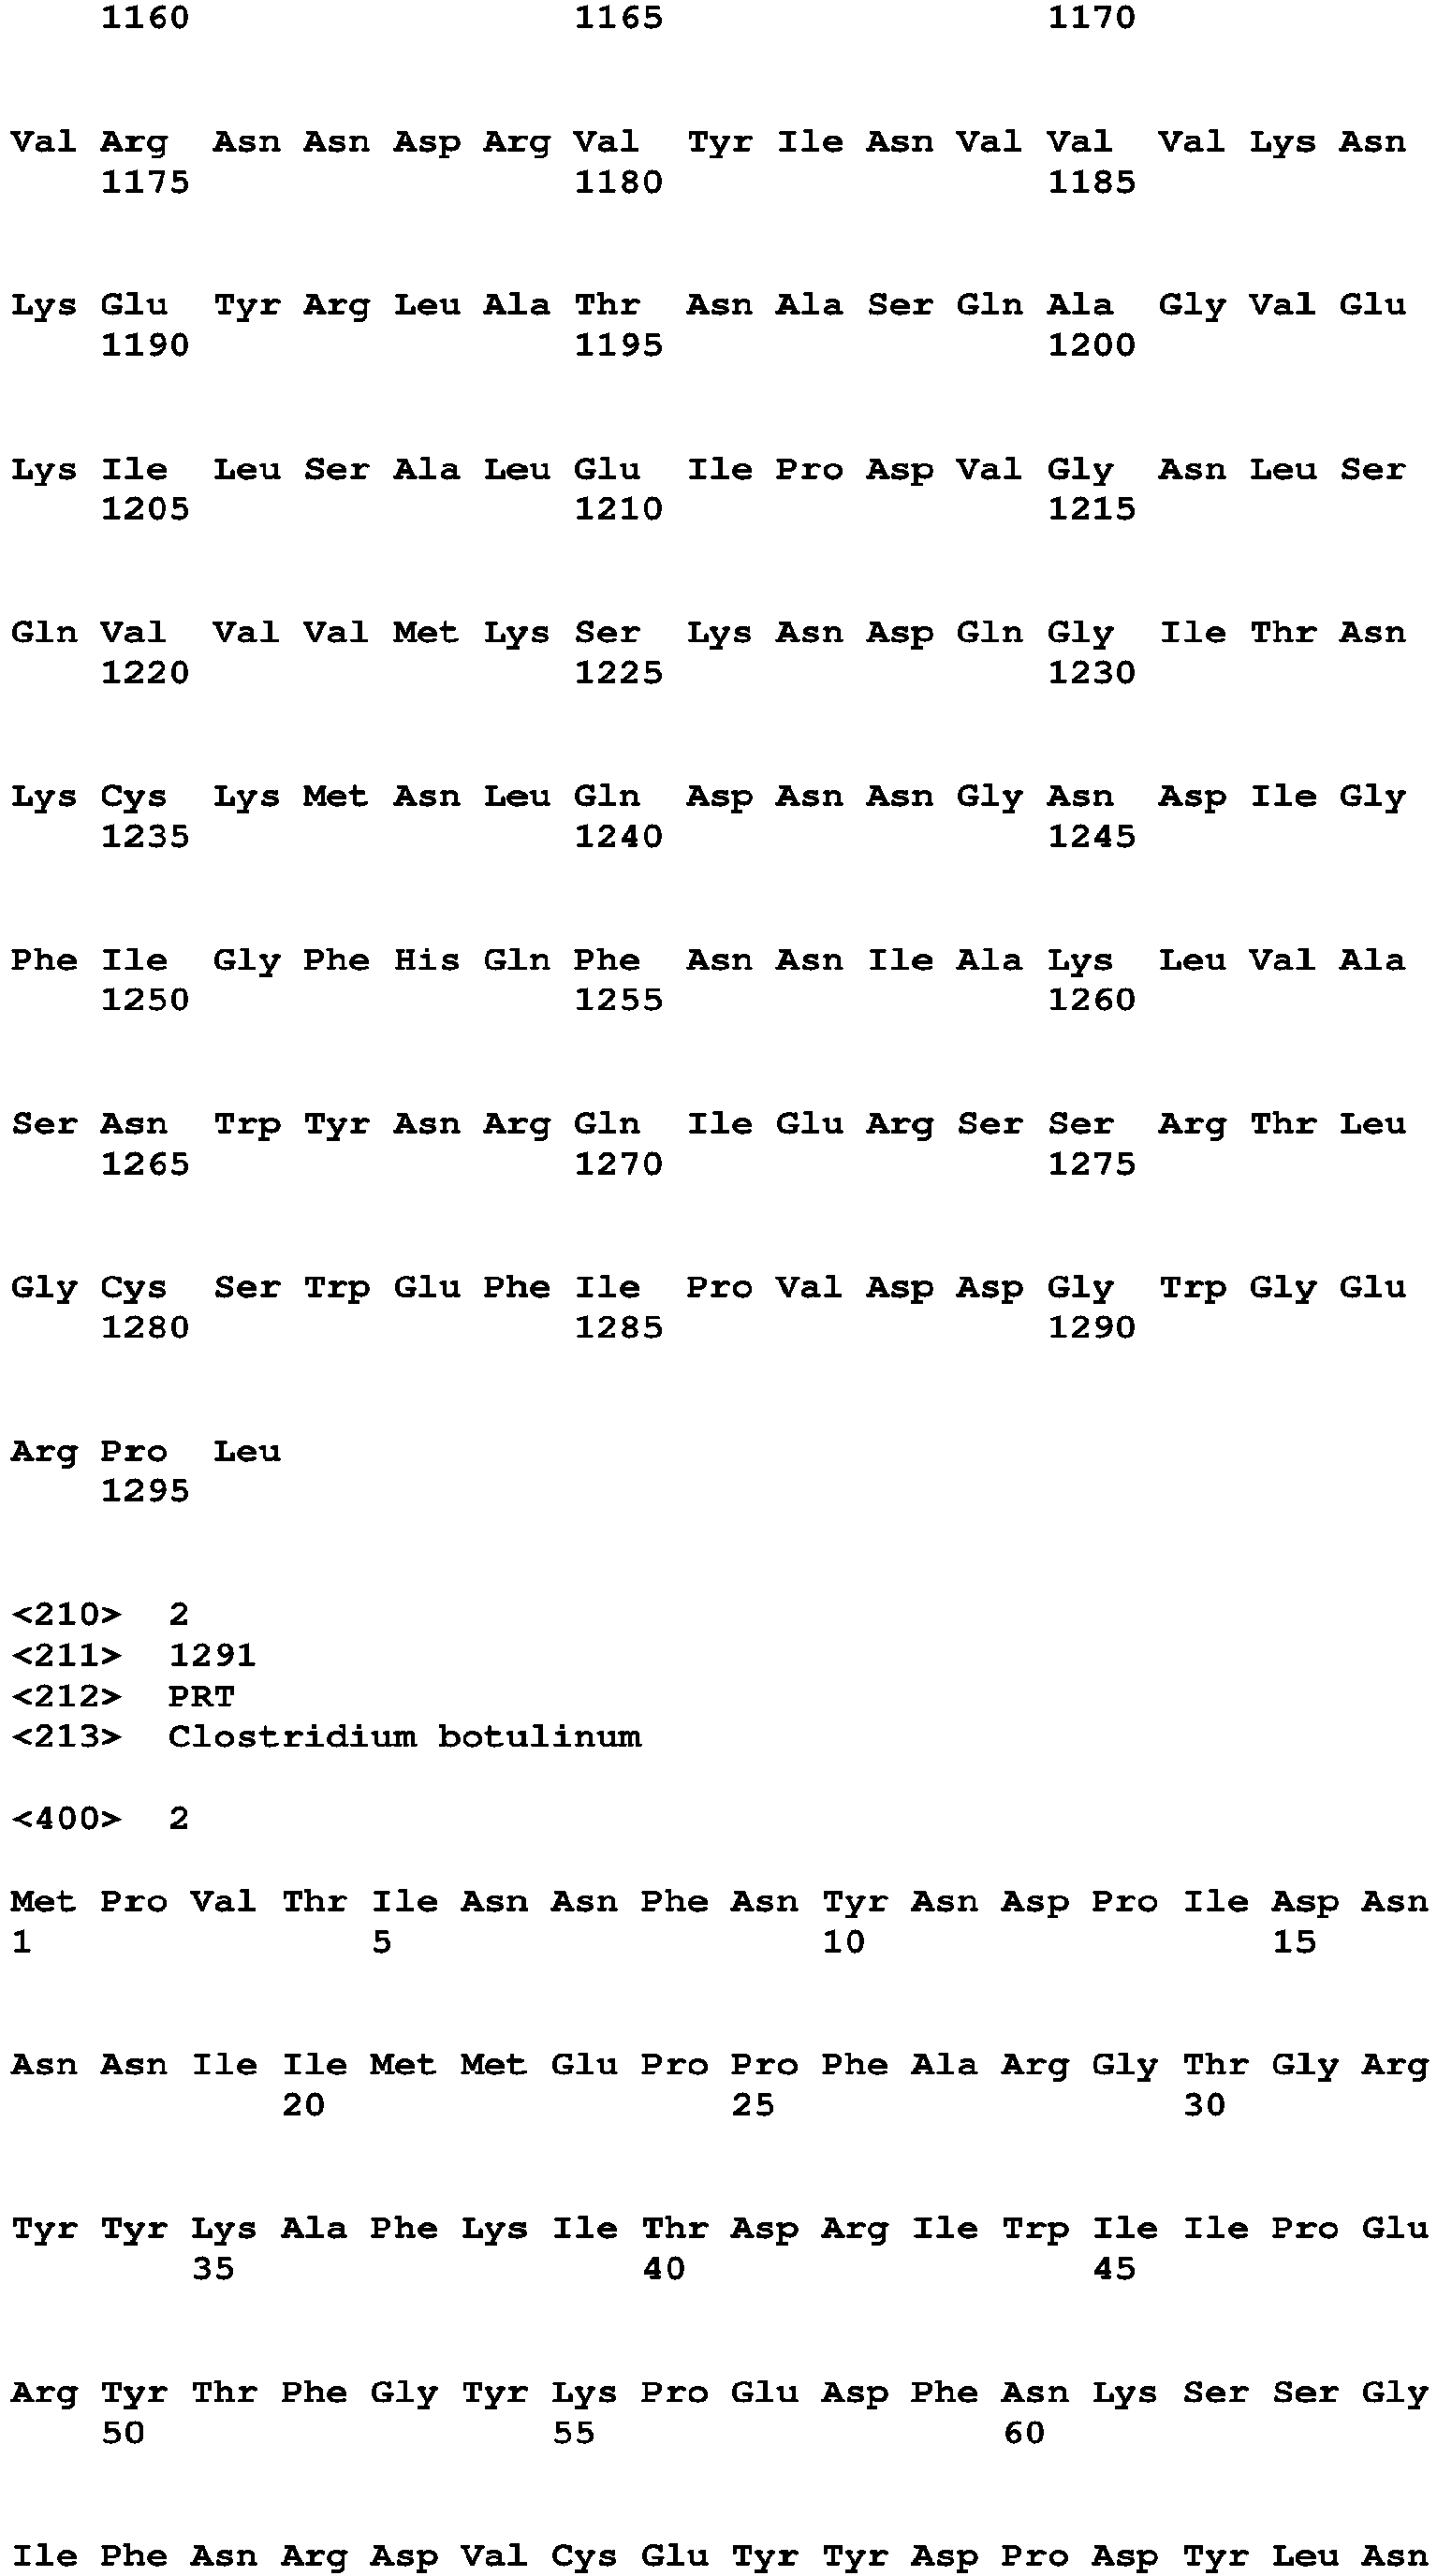 1160 1165 1170
Val Arg Asn Asn Asp Arg Val Tyr Ile Asn Val Val Val Lys Asn
1175 1180 1185
Lys Glu Tyr Arg Leu Ala Thr Asn Ala Ser Gln Ala Gly Val Glu
1190 1195 1200
Lys Ile Leu Ser Ala Leu Glu Ile Pro Asp Val Gly Asn Leu Ser
1205 1210 1215
Gln Val Val Val Met Lys Ser Lys Asn Asp Gln Gly Ile Thr Asn
1220 1225 1230
Lys Cys Lys Met Asn Leu Gln Asp Asn Asn Gly Asn Asp Ile Gly
1235 1240 1245
Phe Ile Gly Phe His Gln Phe Asn Asn Ile Ala Lys Leu Val Ala
1250 1255 1260
Ser Asn Trp Tyr Asn Arg Gln Ile Glu Arg Ser Ser Arg Thr Leu
1265 1270 1275
Gly Cys Ser Trp Glu Phe Ile Pro Val Asp Asp Gly Trp Gly Glu
1280 1285 1290
Arg Pro Leu
1295
<210> 2
<211> 1291
<212> PRT
<213> Clostridium botulinum
<400> 2
Met Pro Val Thr Ile Asn Asn Phe Asn Tyr Asn Asp Pro Ile Asp Asn
1 5 10 15
Asn Asn Ile Ile Met Met Glu Pro Pro Phe Ala Arg Gly Thr Gly Arg
20 25 30
Tyr Tyr Lys Ala Phe Lys Ile Thr Asp Arg Ile Trp Ile Ile Pro Glu
35 40 45
Arg Tyr Thr Phe Gly Tyr Lys Pro Glu Asp Phe Asn Lys Ser Ser Gly
50 55 60
Ile Phe Asn Arg Asp Val Cys Glu Tyr Tyr Asp Pro Asp Tyr Leu Asn